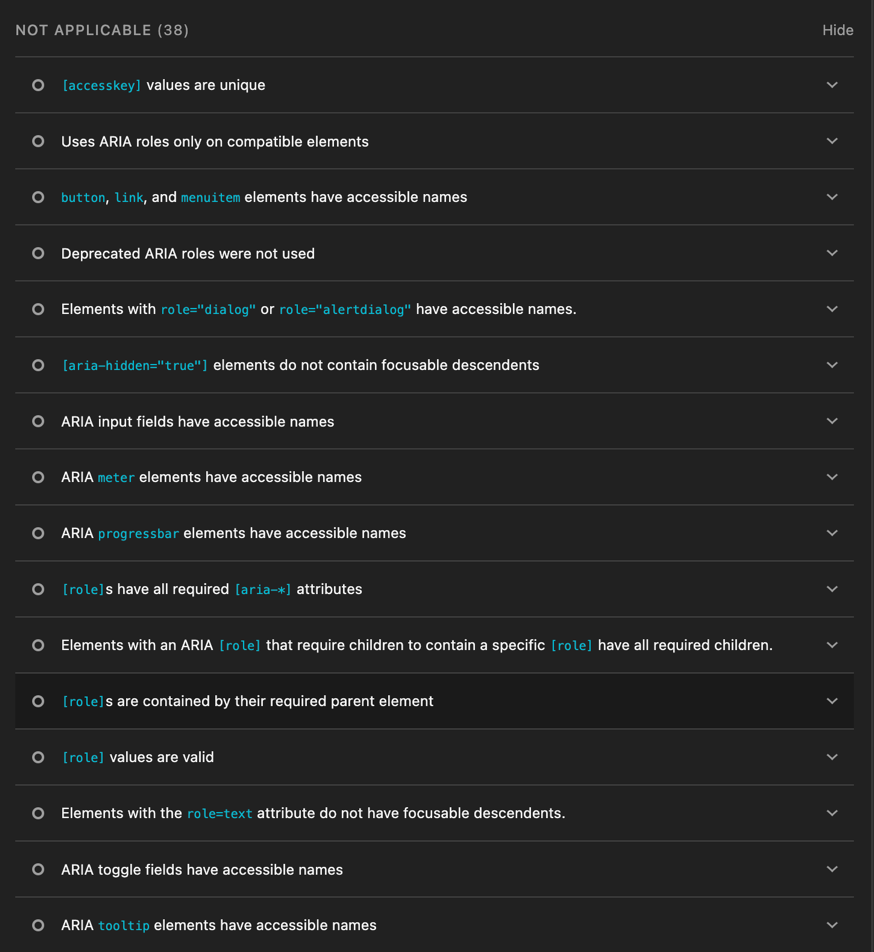 NOT APPLICABLE (38)
Hide
[accesskey] values are unique
Uses ARIA roles only on compatible elements
button, link, and menuitem elements have accessible names
Deprecated ARIA roles were not used
Elements with role="dialog" or role="alertdialog" have accessible names.
[aria-hidden="true"] elements do not contain focusable descendents
ARIA input fields have accessible names
ARIA meter elements have accessible names
ARIA progressbar elements have accessible names
[role]s have all required [aria-*] attributes
Elements with an ARIA [role] that require children to contain a specific [role] have all required children.
[role]s are contained by their required parent element
[role] values are valid
Elements with the role=text attribute do not have focusable descendents.
ARIA toggle fields have accessible names
ARIA tooltip elements have accessible names